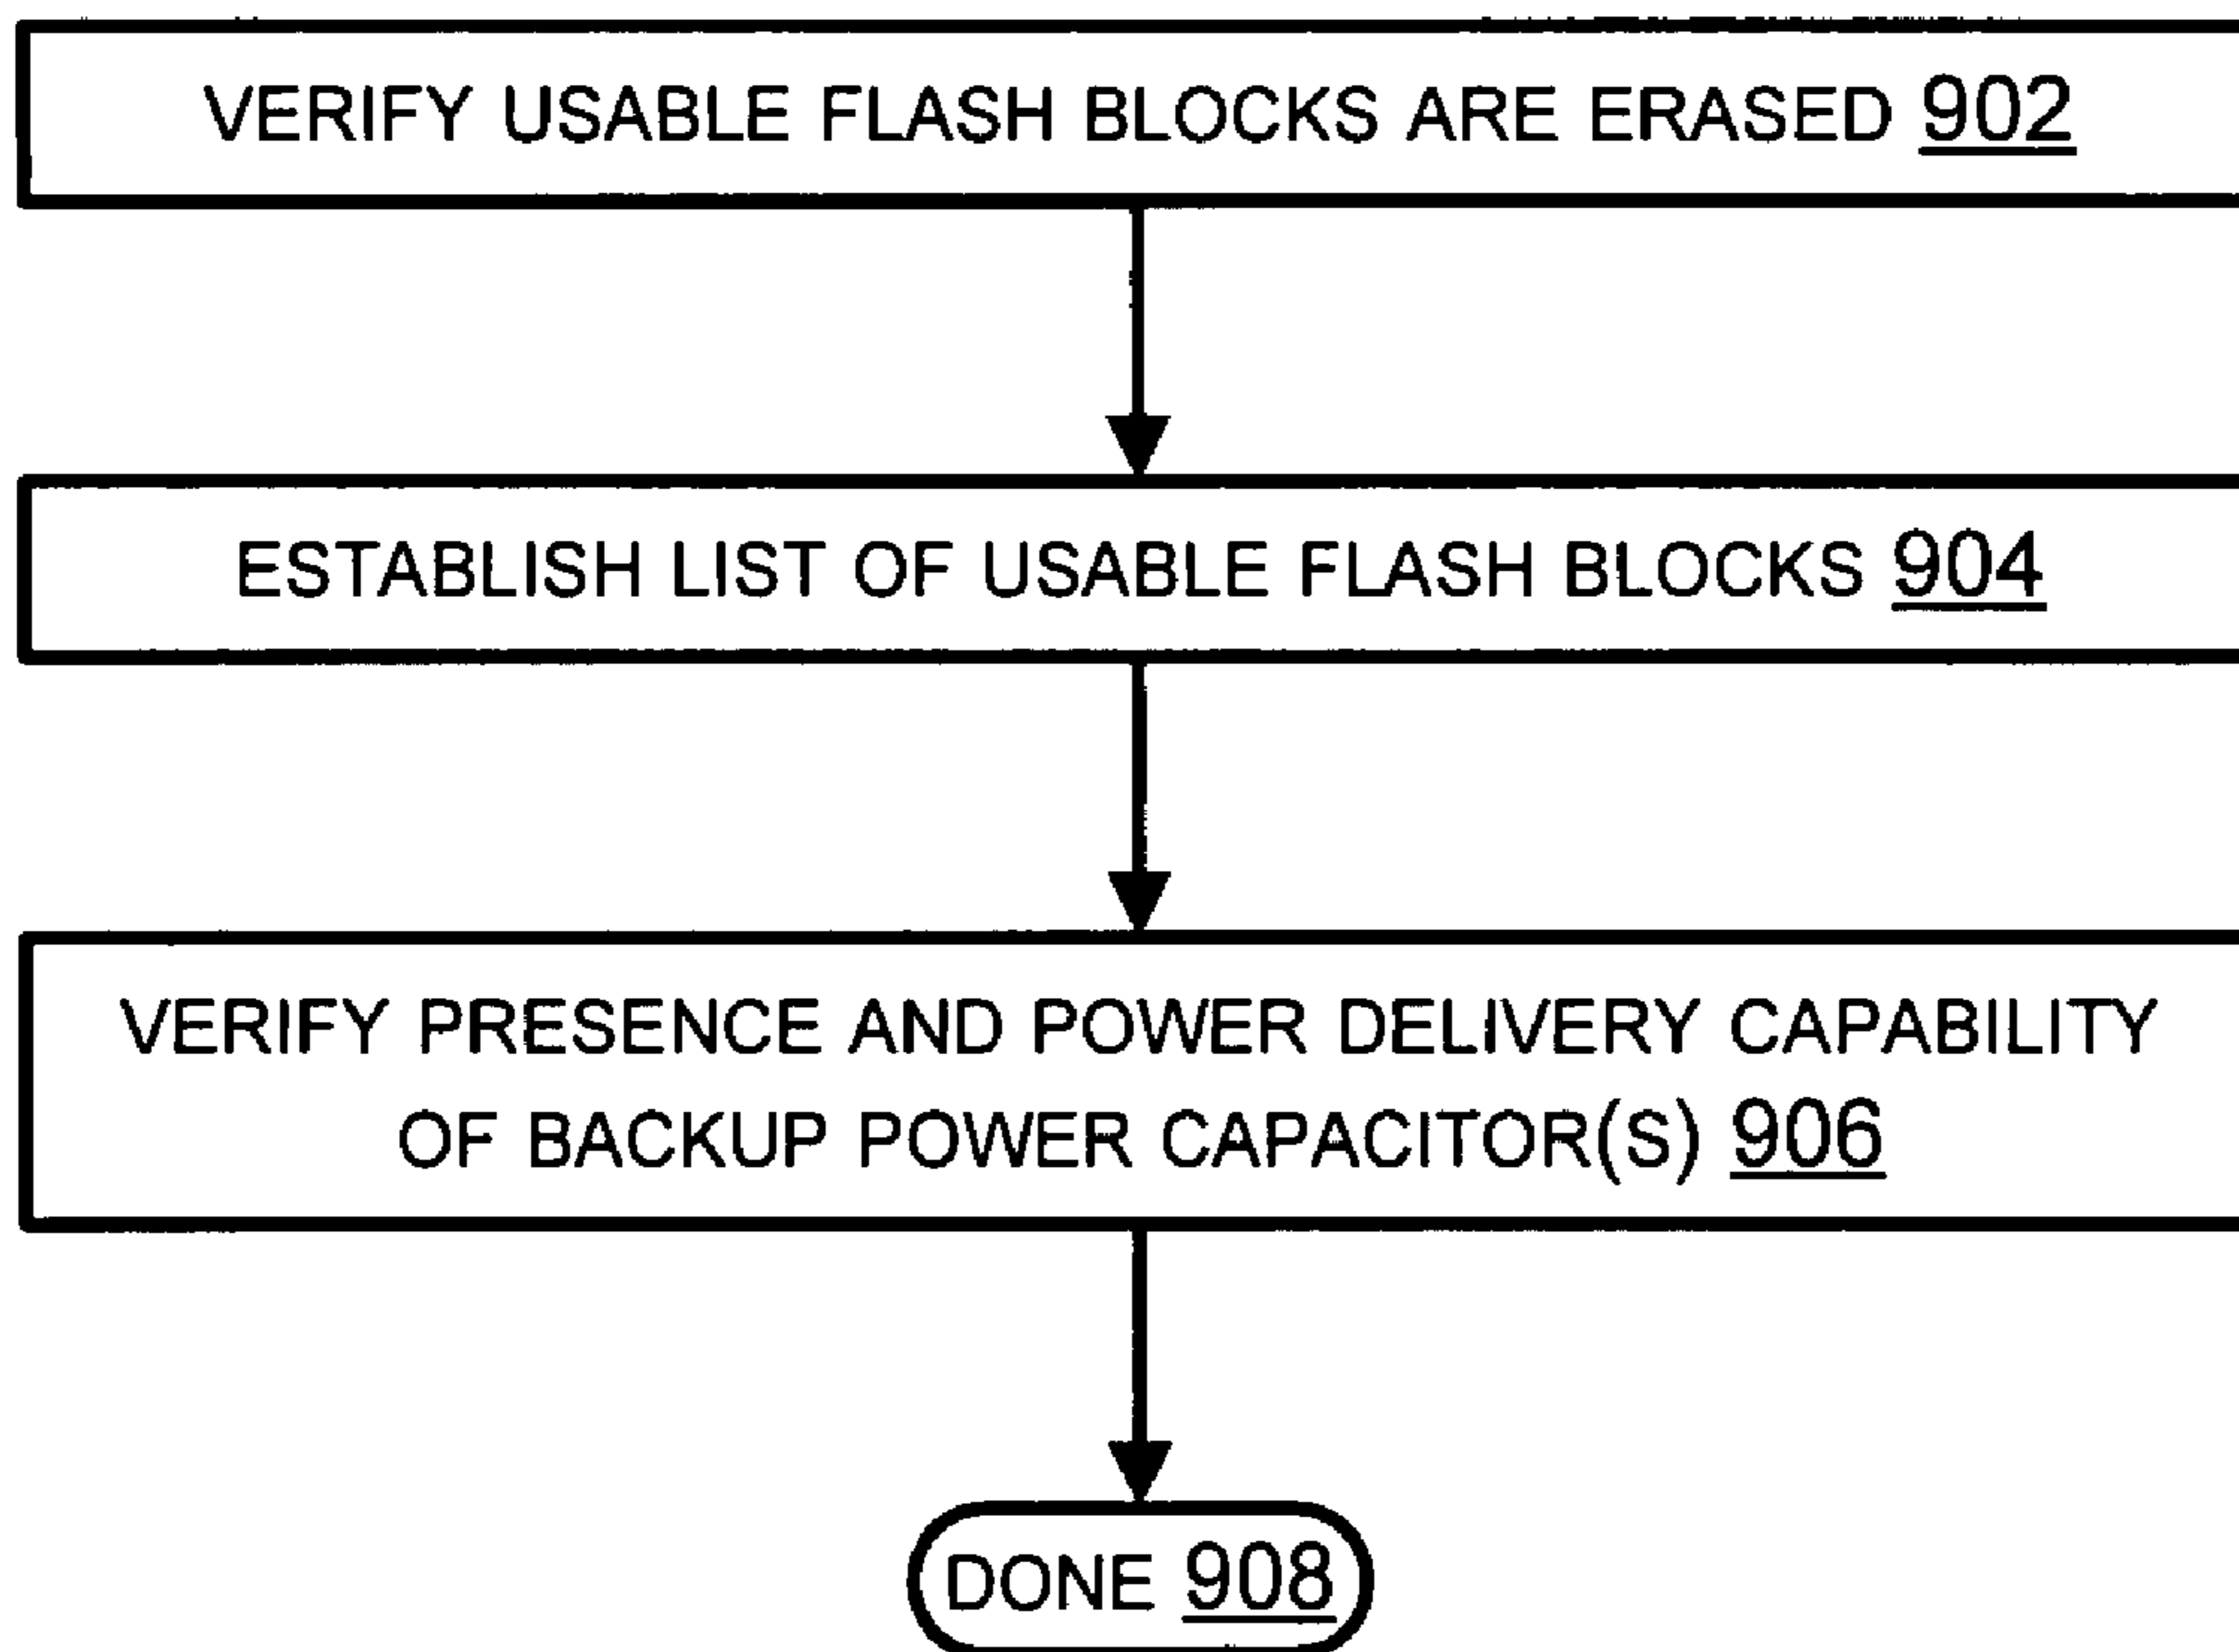 VERIFY USABLE FLASH BLOCKS ARE ERASED 902
ESTABLISH LIST OF USABLE FLASH BLOCKS 904
VERIFY PRESENCE AND POWER DELIVERY CAPABILITY
OF BACKUP POWER CAPACITOR(S) 906
DONE 908